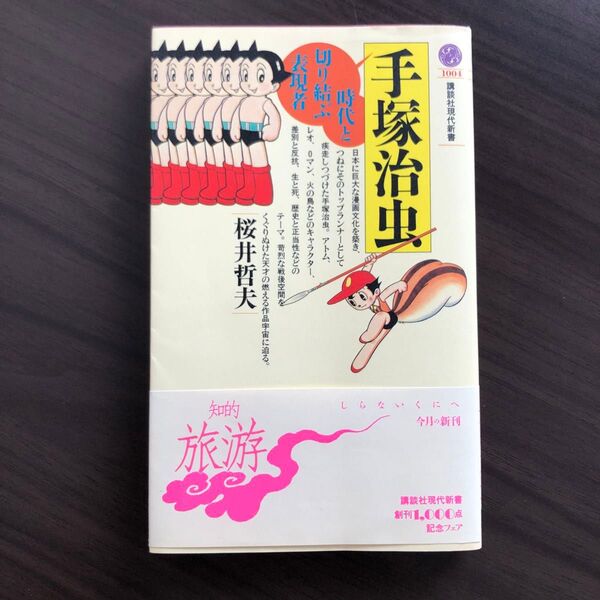 1004
講談社現代新書
手塚治虫
時代と
切り結ぶ
表現者
日本に巨大な漫画文化を築き、
つねにそのトップランナーとして
疾走しつづけた手塚治虫。アトム、
レオ、0マン、火の鳥などのキャラクター、
差別と反抗、生と死、歴史と正当性などの
テーマ。苛烈な戦後空間を
くぐりぬけた天才の燃える作品宇宙に迫る。
桜井哲夫
しらないくにへ
今月の新刊
知的
旅游
講談社現代新書
創刊1,000点
記念フェア